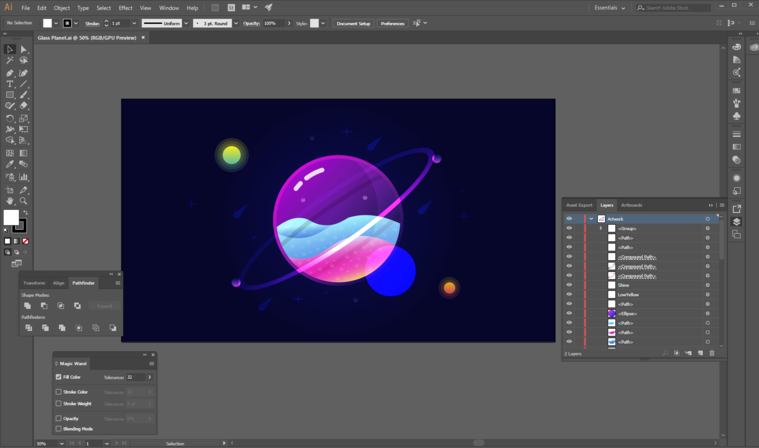 Ai File Edit Object Type Select Effect View Window Help
Essentials
Search Adobe Stock
No Selection Stroke: 1 pt Uniform 3 pt. Round Opacity: 100% Style: Document Setup Preferences
Glass Planet.ai @ 50% (RGB/GPU Preview)
Asset Export Layers Artboards
Artwork
<Group>
<Path>
<Path>
<Compound Path>
<Compound Path>
<Compound Path>
Shine
LowYellow
<Path>
<Ellipse>
<Path>
<Path>
<Path>
2 Layers
Transform Align Pathfinder
Shape Modes:
Expand
Pathfinders:
Magic Wand
Fill Color Tolerance: 32
Stroke Color Tolerance:
Stroke Weight Tolerance:
Opacity Tolerance:
Blending Mode
50% 1 Selection